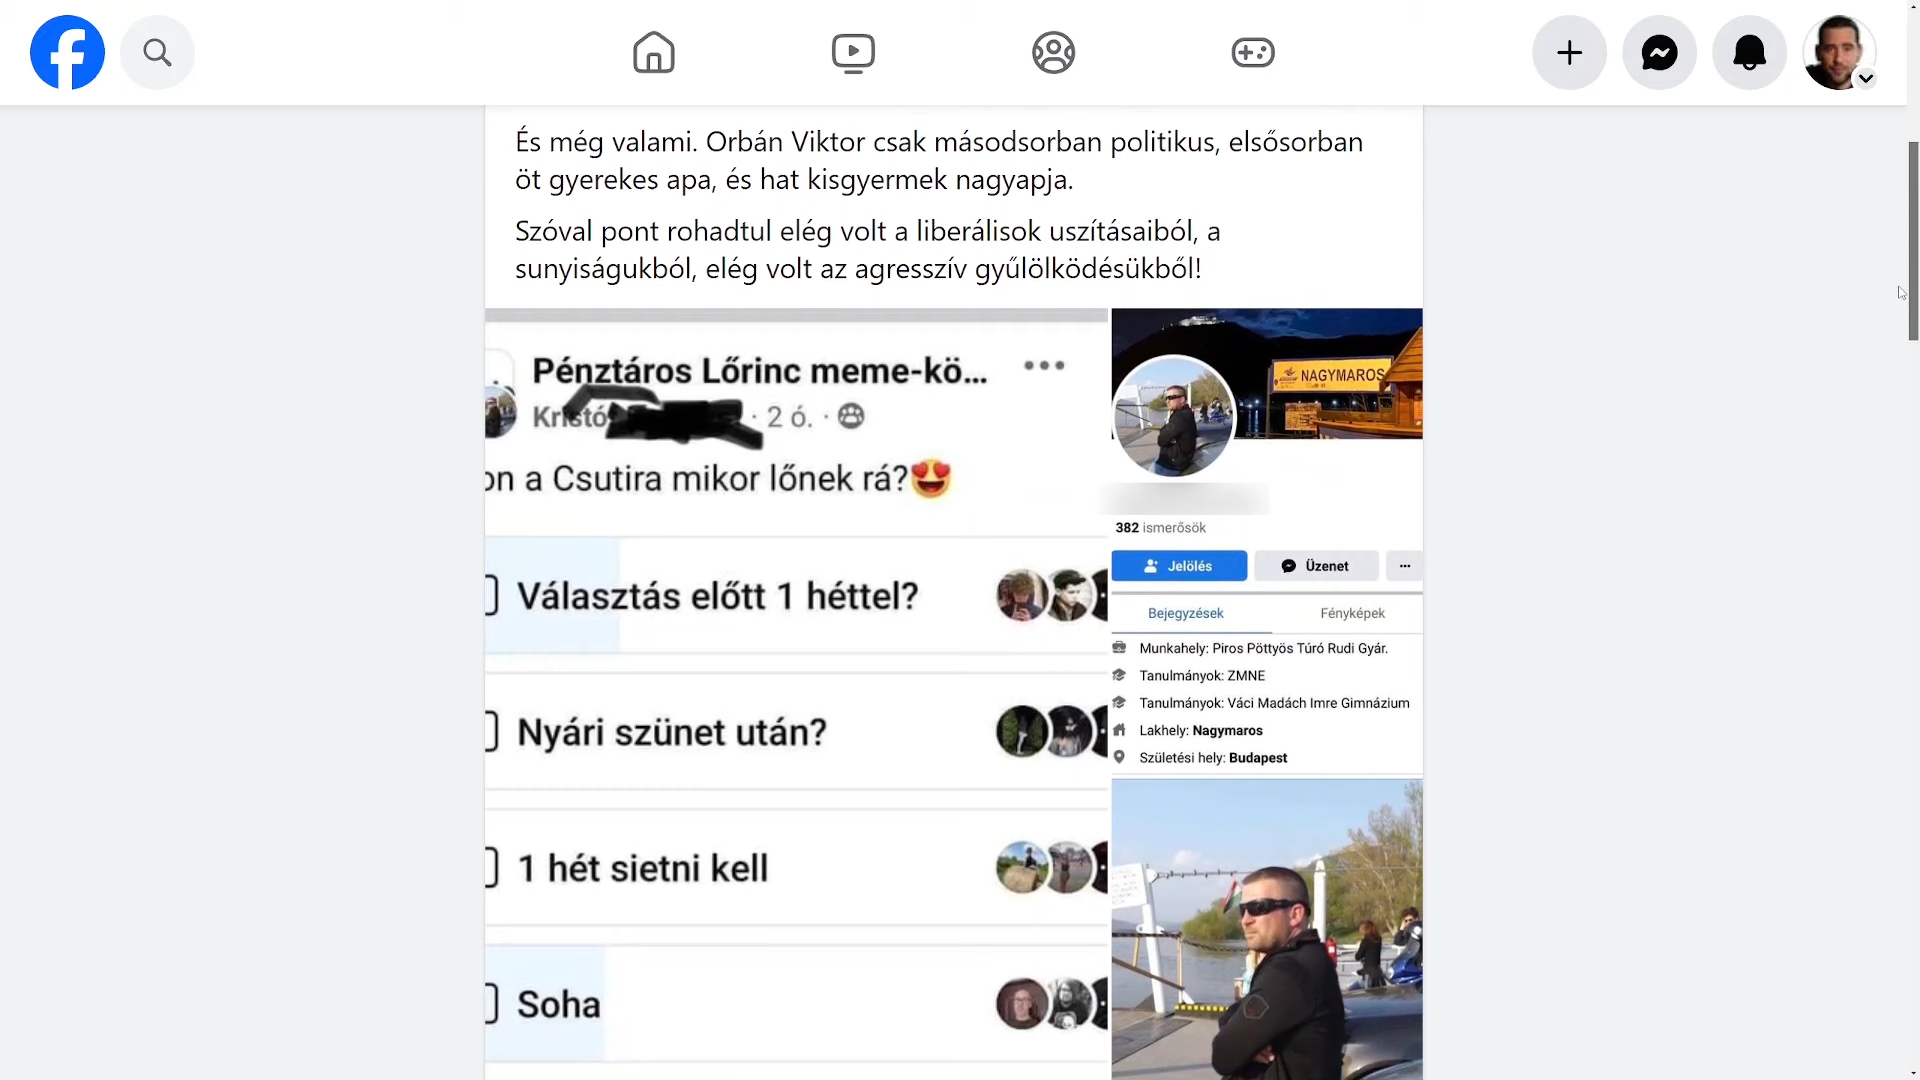 És még valami. Orbán Viktor csak másodsorban politikus, elsősorban
öt gyerekes apa, és hat kisgyermek nagyapja.
Szóval pont rohadtul elég volt a liberálisok uszításaiból, a
sunyiságukból, elég volt az agresszív gyűlölködésükből!
Pénztáros Lőrinc meme-kö...
· 2 ó. ·
on a Csutira mikor lőnek rá?😍
Választás előtt 1 héttel?
Nyári szünet után?
1 hét sietni kell
Soha
NAGYMAROS
382 ismerősök
Jelölés
Üzenet
Bejegyzések
Fényképek
Munkahely: Piros Pöttyös Túró Rudi Gyár.
Tanulmányok: ZMNE
Tanulmányok: Váci Madách Imre Gimnázium
Lakhely: Nagymaros
Születési hely: Budapest